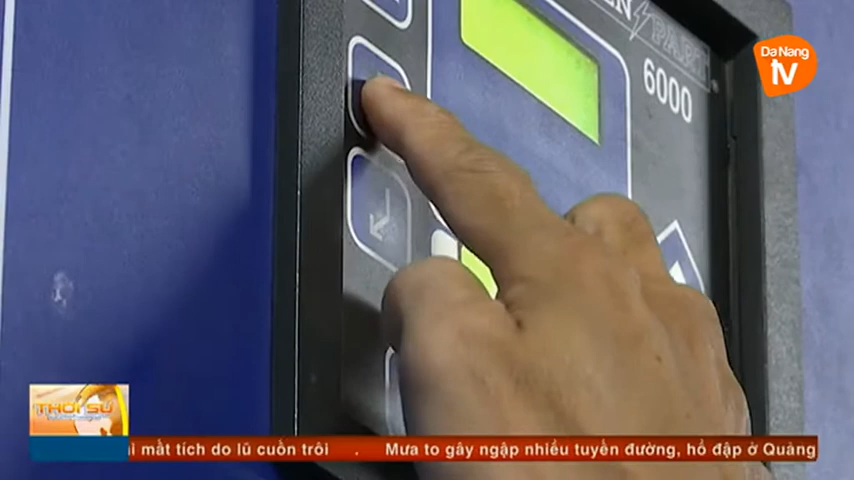 Da Nang
tv
PART
6000
THỜI SỰ
mất tích do lũ cuốn trôi . Mưa to gây ngập nhiều tuyến đường, hồ đập ở Quảng